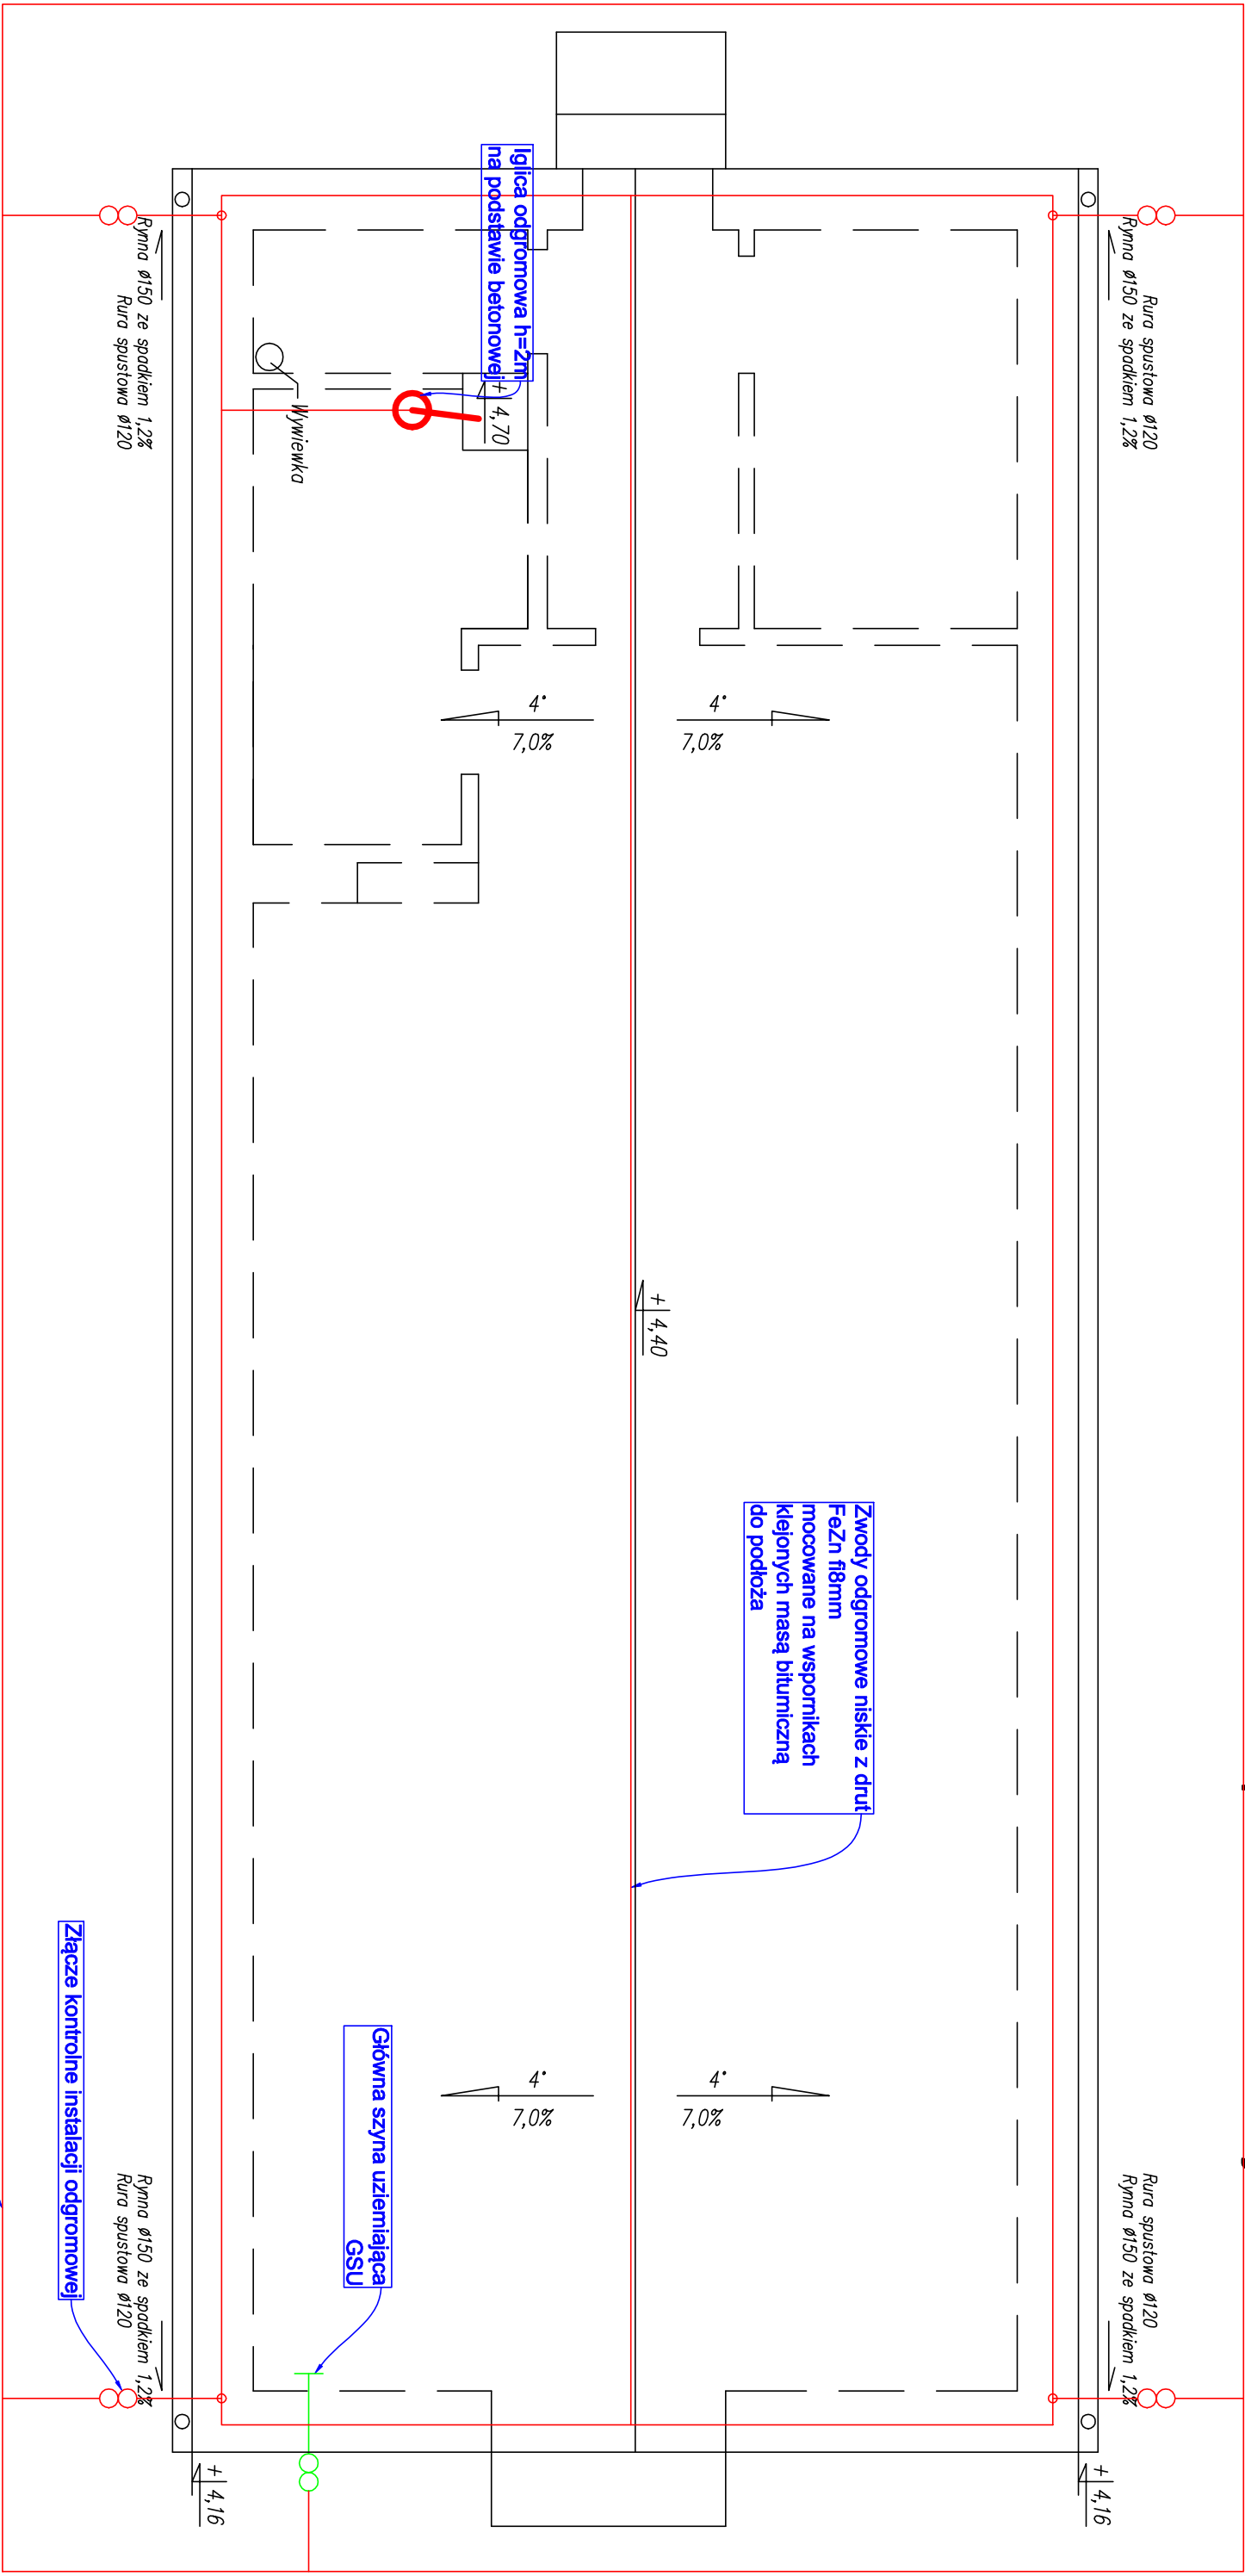 Rura spustowa ø120
Rynna ø150 ze spadkiem 1,2%
Rura spustowa ø120
Rynna ø150 ze spadkiem 1,2%
+ 4,16
Zwody odgromowe niskie z drut
FeZn fi8mm
mocowane na wspornikach
klejonych masą bitumiczną
do podłoża
4°
7,0%
4°
7,0%
+ 4,40
4°
7,0%
4°
7,0%
Iglica odgromowa h=2m
na podstawie betonowej
+ 4,70
Wywiewka
Główna szyna uziemiająca
GSU
+ 4,16
Rynna ø150 ze spadkiem 1,2%
Rura spustowa ø120
Rynna ø150 ze spadkiem 1,2%
Rura spustowa ø120
Złącze kontrolne instalacji odgromowej